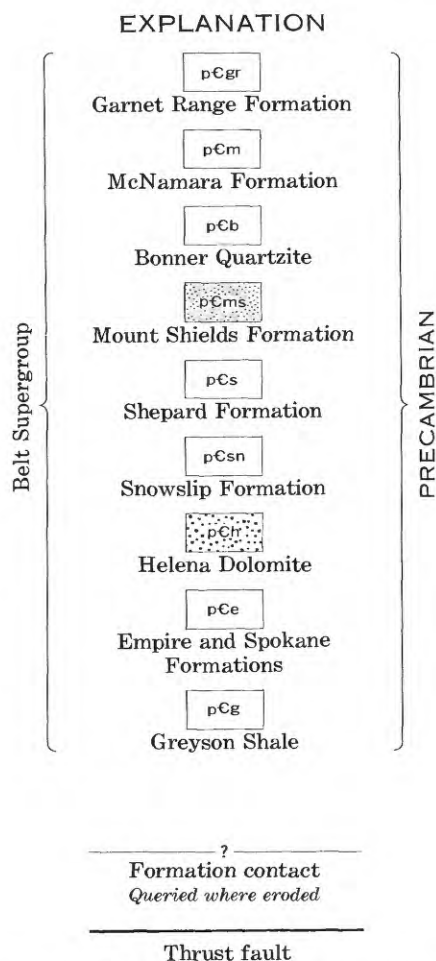 EXPLANATION
p€gr
Garnet Range Formation
p€m
McNamara Formation
p€b
Bonner Quartzite
p€ms
Mount Shields Formation
p€s
Shepard Formation
p€sn
Snowslip Formation
p€h
Helena Dolomite
p€e
Empire and Spokane
Formations
p€g
Greyson Shale
Belt Supergroup
PRECAMBRIAN
?
Formation contact
Queried where eroded
Thrust fault